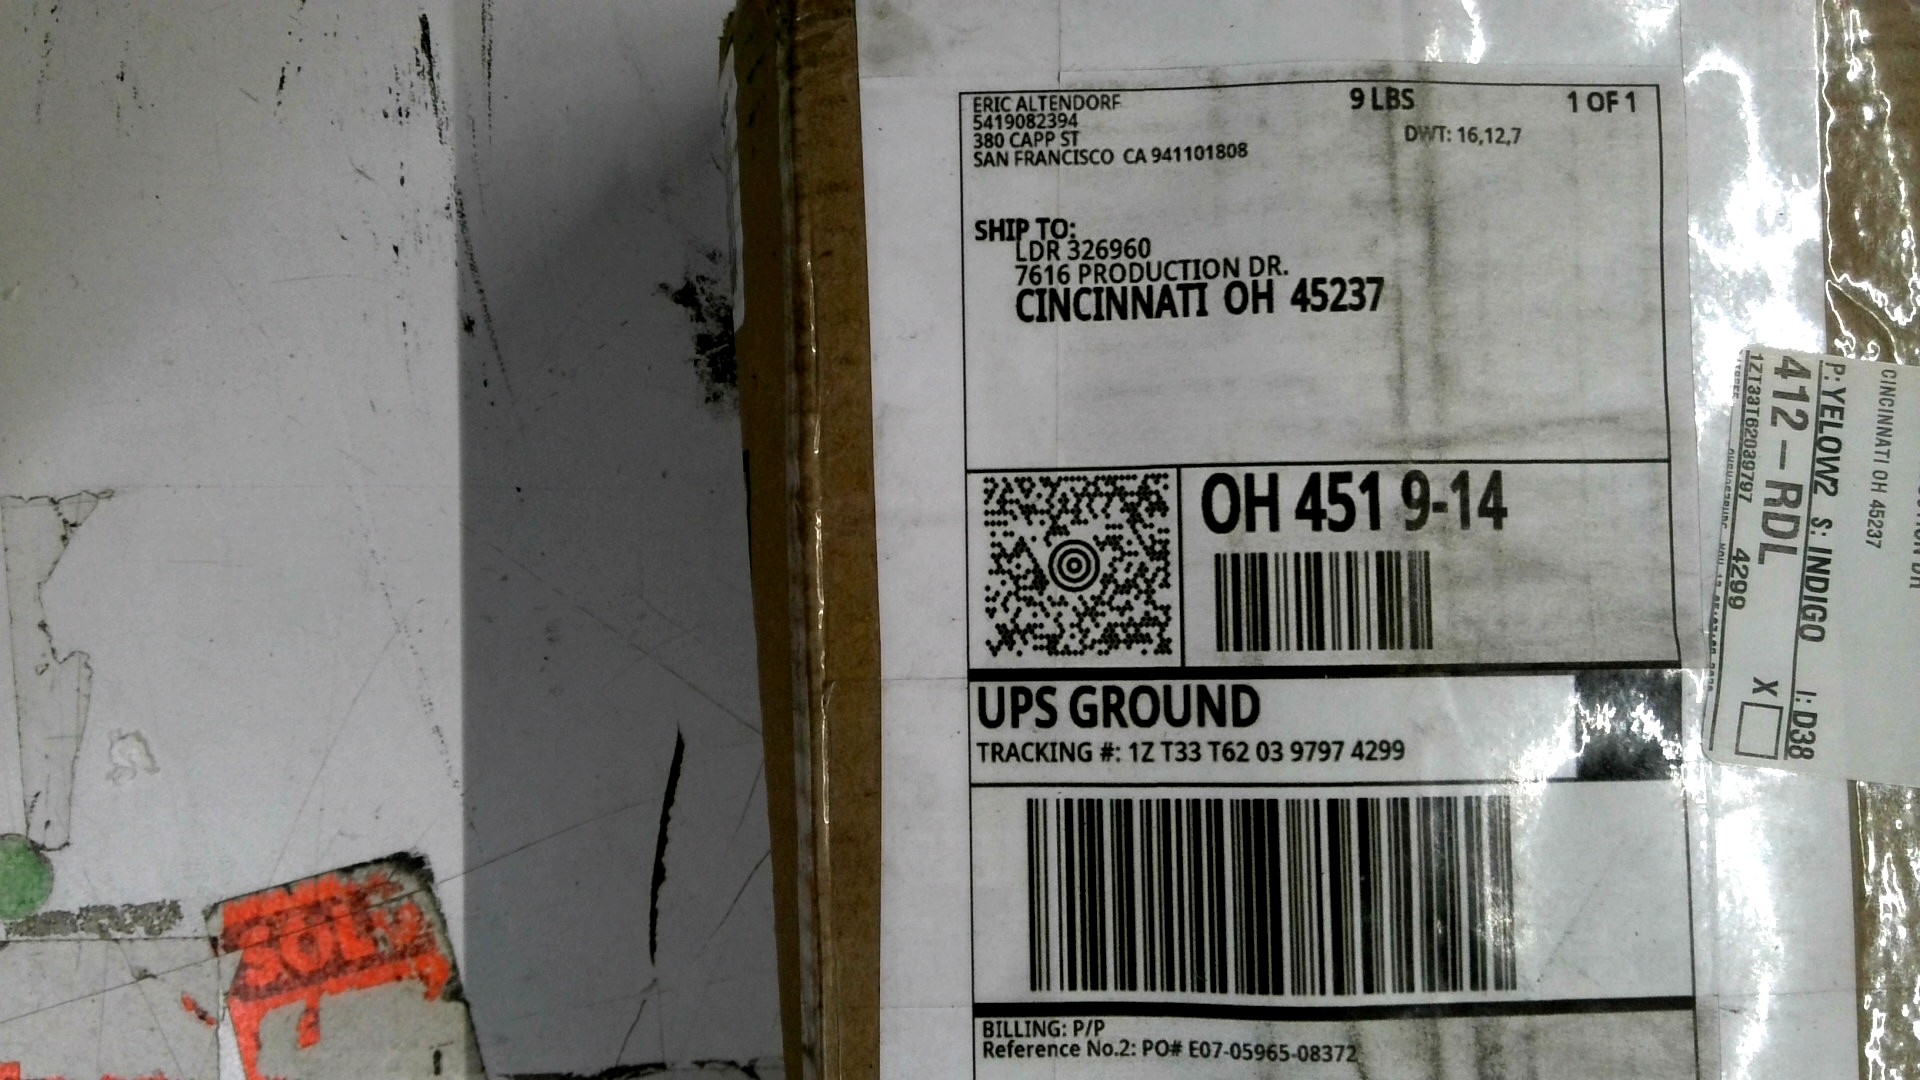 ERIC ALTENDORF
5419082394
380 CAPP ST
SAN FRANCISCO CA 941101808
9 LBS
1 OF 1
DWT: 16,12,7
SHIP TO:
LDR 326960
7616 PRODUCTION DR.
CINCINNATI OH 45237
OH 451 9-14
UPS GROUND
TRACKING #: 1Z T33 T62 03 9797 4299
BILLING: P/P
Reference No.2: PO# E07-05965-08372
CINCINNATI OH 45237
P: YELOW2 S: INDIGO I: D38
412 – RDL
1ZT33T62039797 4299
X
SOL